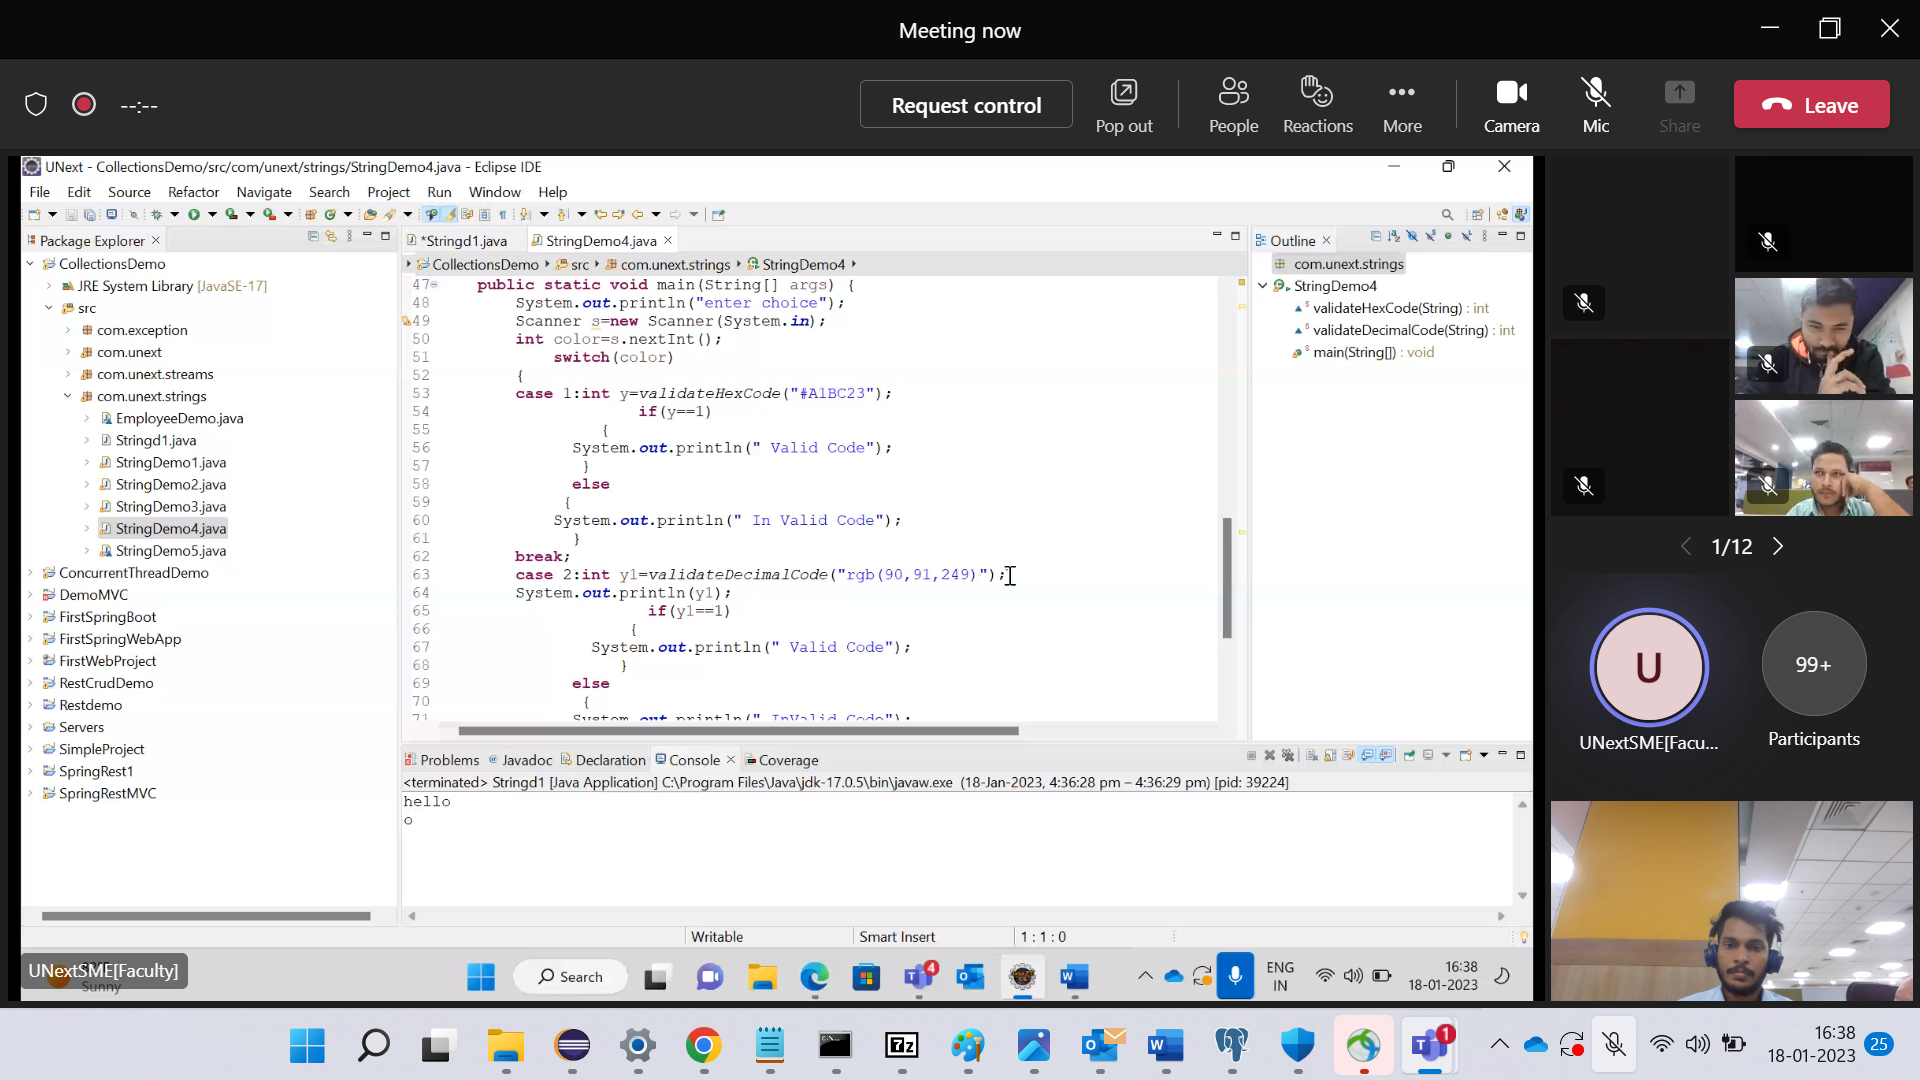 Meeting now
--:--
Request control
Pop out
People
Reactions
More
Camera
Mic
Share
Leave
UNext - CollectionsDemo/src/com/unext/strings/StringDemo4.java - Eclipse IDE
File Edit Source Refactor Navigate Search Project Run Window Help
Package Explorer
CollectionsDemo
JRE System Library [JavaSE-17]
src
com.exception
com.unext
com.unext.streams
com.unext.strings
EmployeeDemo.java
Stringd1.java
StringDemo1.java
StringDemo2.java
StringDemo3.java
StringDemo4.java
StringDemo5.java
ConcurrentThreadDemo
DemoMVC
FirstSpringBoot
FirstSpringWebApp
FirstWebProject
RestCrudDemo
Restdemo
Servers
SimpleProject
SpringRest1
SpringRestMVC
*Stringd1.java StringDemo4.java
CollectionsDemo src com.unext.strings StringDemo4
47 public static void main(String[] args) {
48 System.out.println("enter choice");
49 Scanner s=new Scanner(System.in);
50 int color=s.nextInt();
51 switch(color)
52 {
53 case 1:int y=validateHexCode("#A1BC23");
54 if(y==1)
55 {
56 System.out.println(" Valid Code");
57 }
58 else
59 {
60 System.out.println(" In Valid Code");
61 }
62 break;
63 case 2:int y1=validateDecimalCode("rgb(90,91,249)");
64 System.out.println(y1);
65 if(y1==1)
66 {
67 System.out.println(" Valid Code");
68 }
69 else
70 {
71 System.out.println(" InValid Code");
Outline
com.unext.strings
StringDemo4
validateHexCode(String) : int
validateDecimalCode(String) : int
main(String[]) : void
Problems Javadoc Declaration Console Coverage
<terminated> Stringd1 [Java Application] C:\Program Files\Java\jdk-17.0.5\bin\javaw.exe (18-Jan-2023, 4:36:28 pm – 4:36:29 pm) [pid: 39224]
hello
o
Writable Smart Insert 1 : 1 : 0
UNextSME[Faculty]
Sunny
Search
4
ENG
IN
16:38
18-01-2023
1/12
U
UNextSME[Facu...
99+
Participants
7z
1
16:38
18-01-2023
25